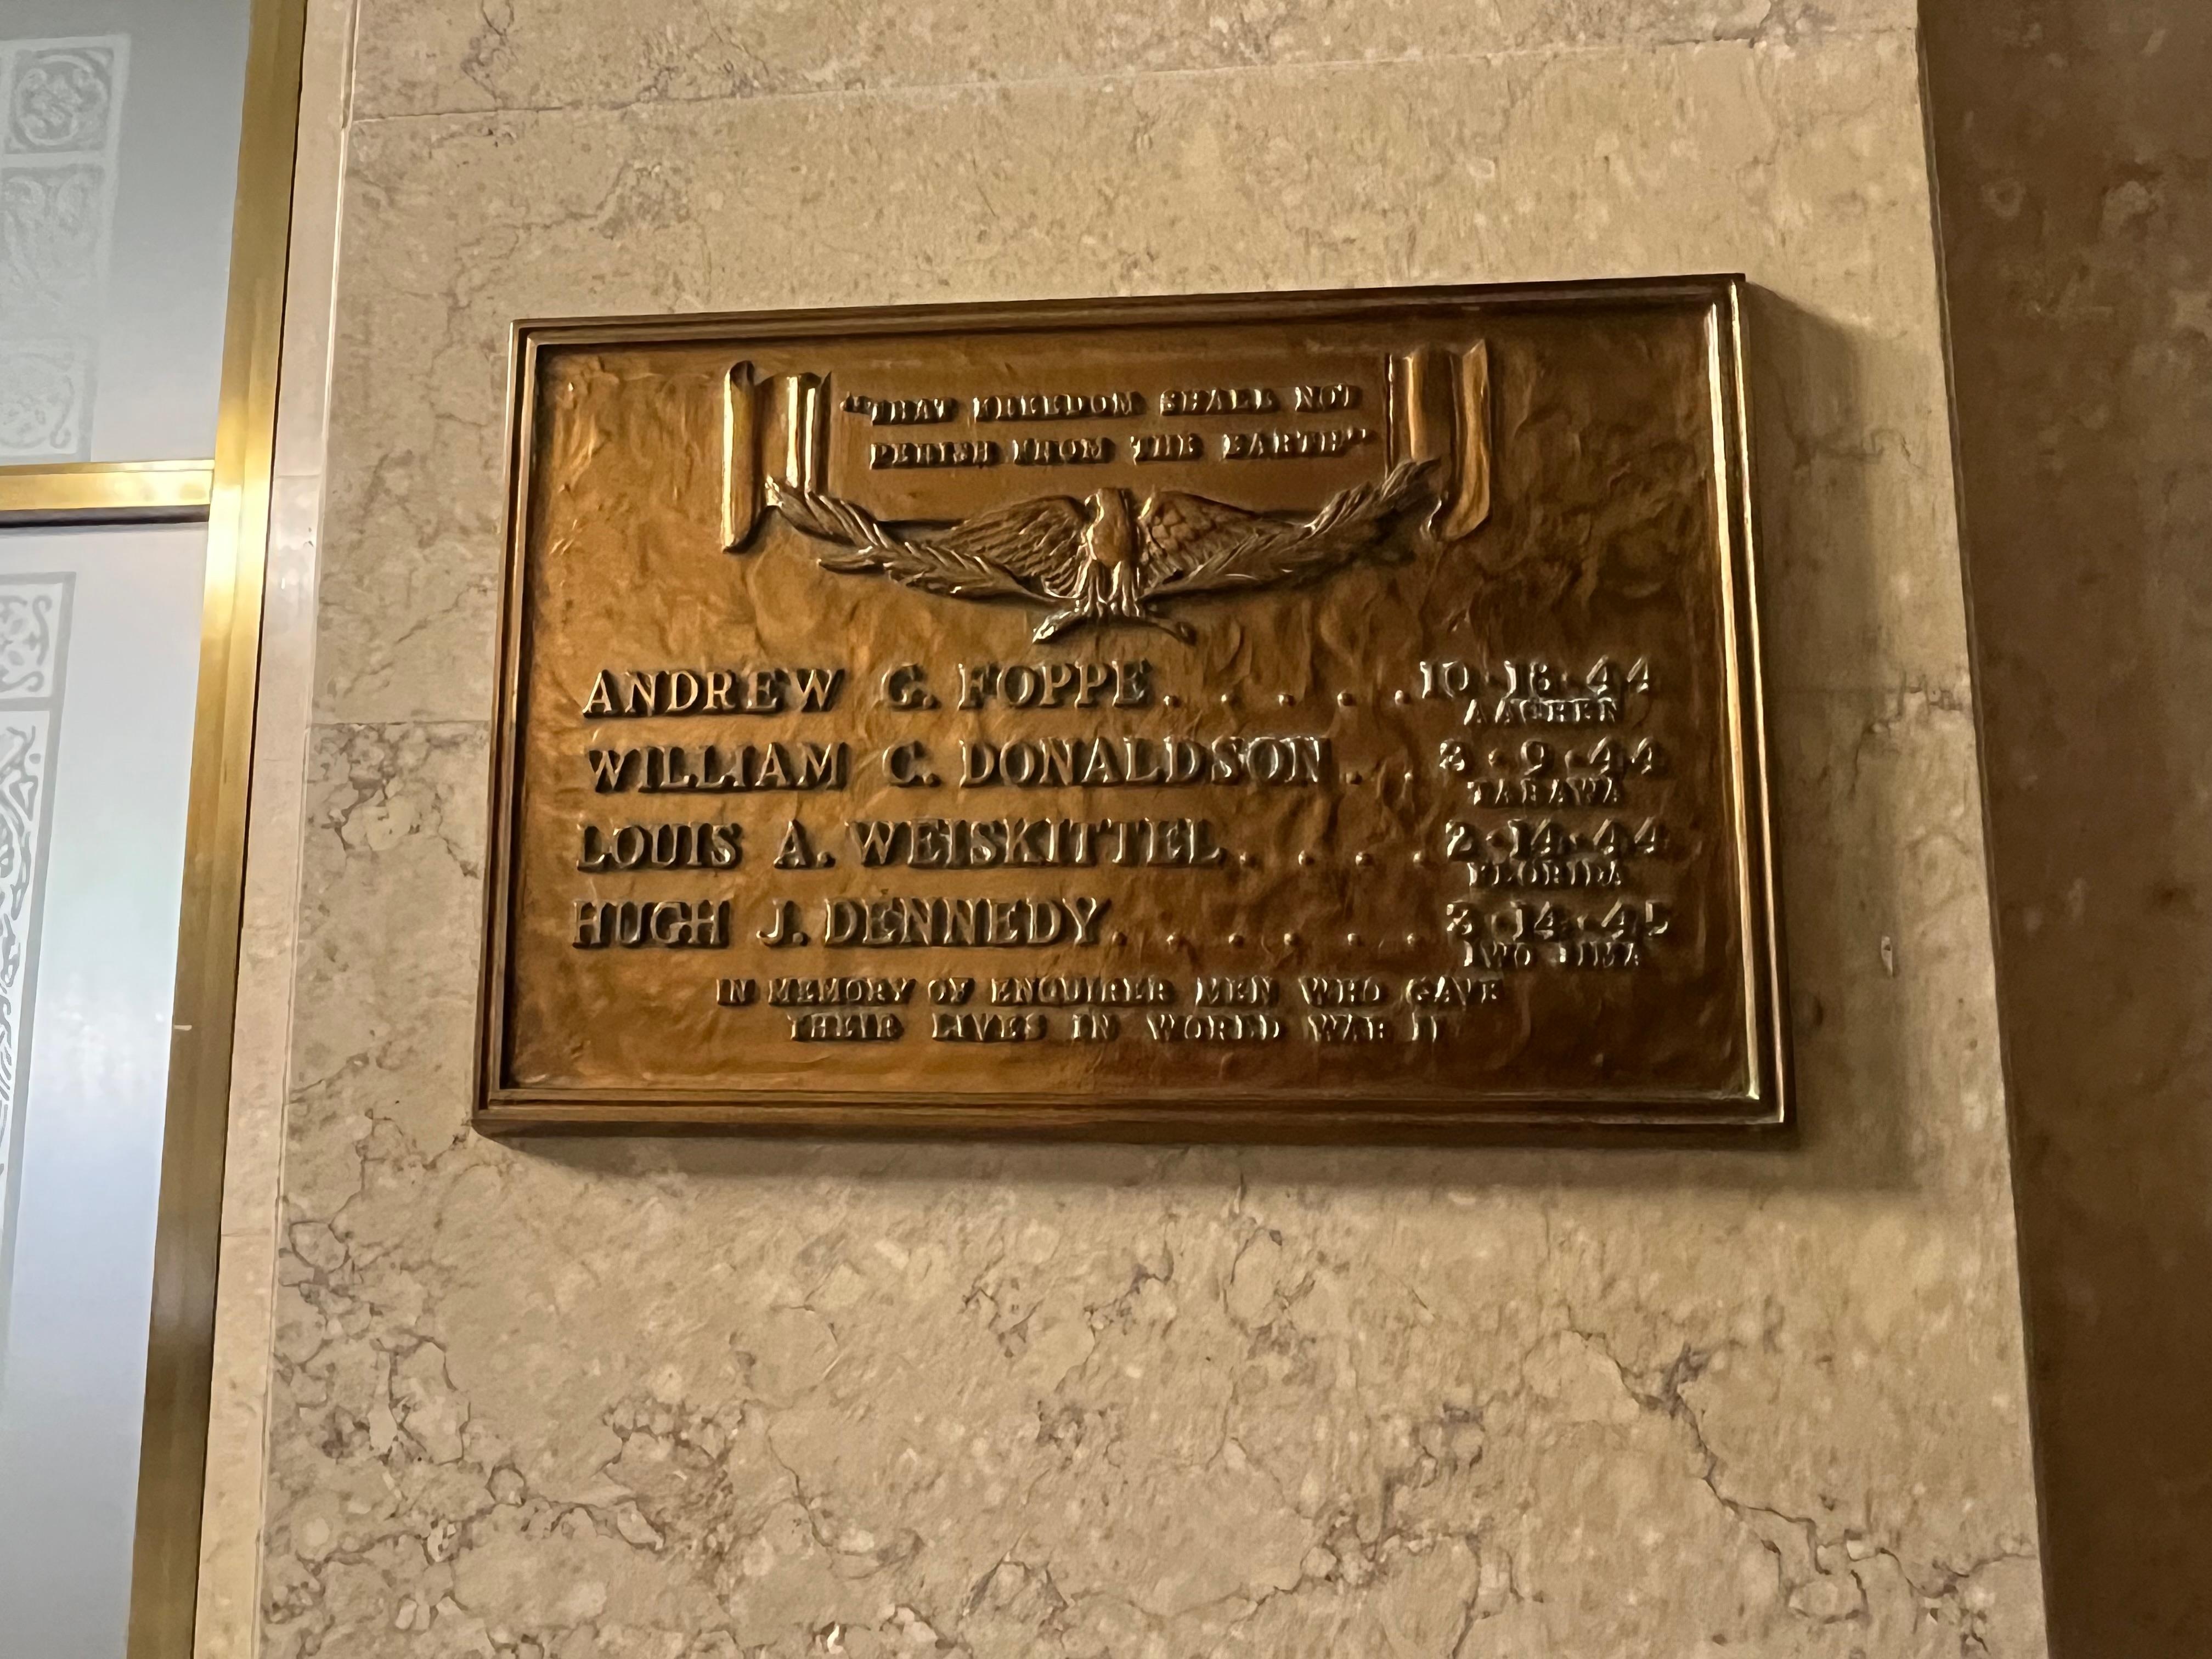 "THAT FREEDOM SHALL NOT
PERISH FROM THE EARTH"
ANDREW G. FOPPE . . . . . 10·18·44
AACHEN
WILLIAM C. DONALDSON . . 3·9·44
TARAWA
LOUIS A. WEISKITTEL . . . . 2·14·44
FLORIDA
HUGH J. DENNEDY . . . . . . 3·14·45
IWO JIMA
IN MEMORY OF ENQUIRER MEN WHO GAVE
THEIR LIVES IN WORLD WAR II